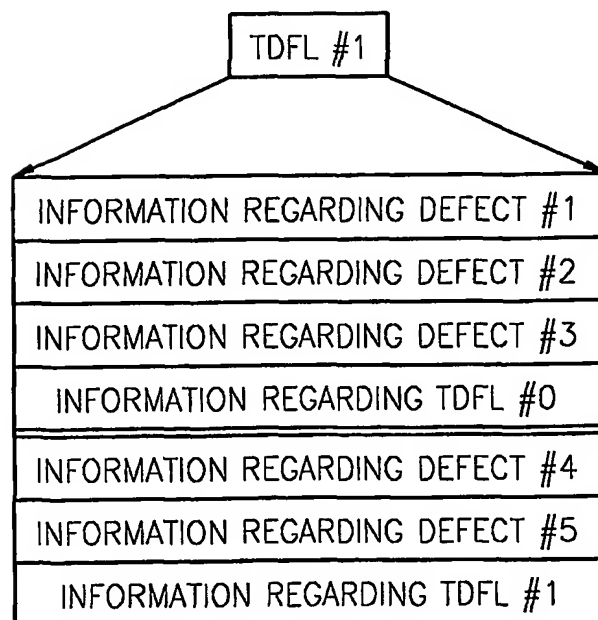 TDFL #1
INFORMATION REGARDING DEFECT #1
INFORMATION REGARDING DEFECT #2
INFORMATION REGARDING DEFECT #3
INFORMATION REGARDING TDFL #0
INFORMATION REGARDING DEFECT #4
INFORMATION REGARDING DEFECT #5
INFORMATION REGARDING TDFL #1